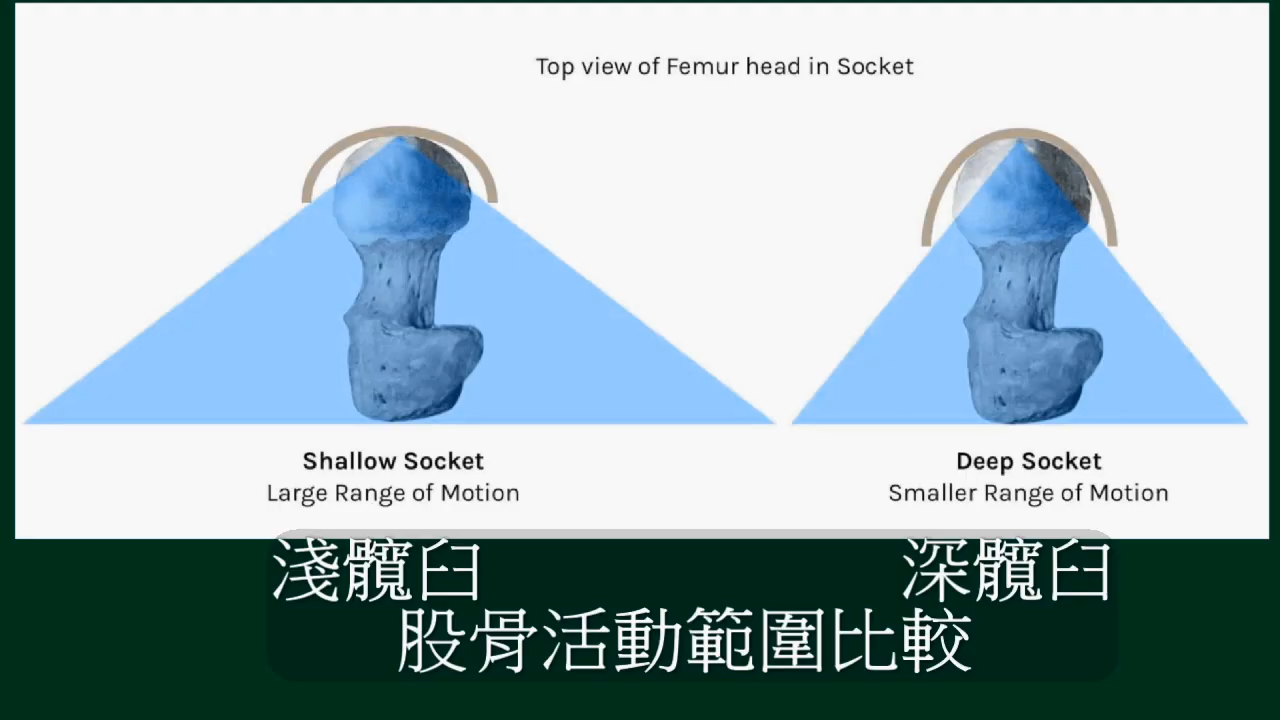 Top view of Femur head in Socket
Shallow Socket
Large Range of Motion
Deep Socket
Smaller Range of Motion
淺髖臼 深髖臼
股骨活動範圍比較